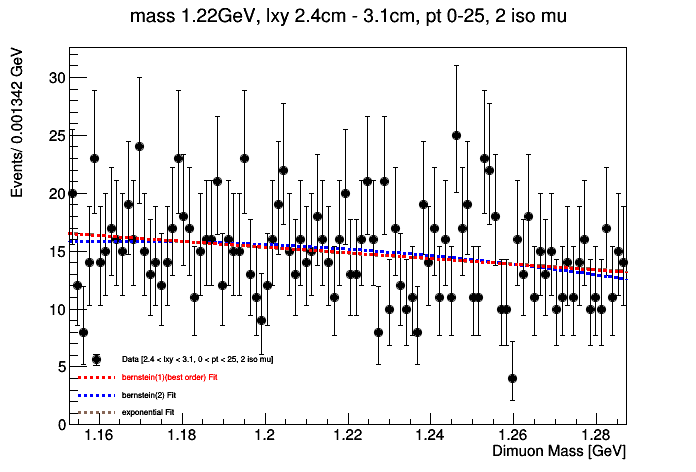 mass 1.22GeV, lxy 2.4cm - 3.1cm, pt 0-25, 2 iso mu
Events/ 0.001342 GeV
30
25
20
15
10
5
0
Data [2.4 < lxy < 3.1, 0 < pt < 25, 2 iso mu]
bernstein(1)(best order) Fit
bernstein(2) Fit
exponential Fit
1.16 1.18 1.2 1.22 1.24 1.26 1.28
Dimuon Mass [GeV]